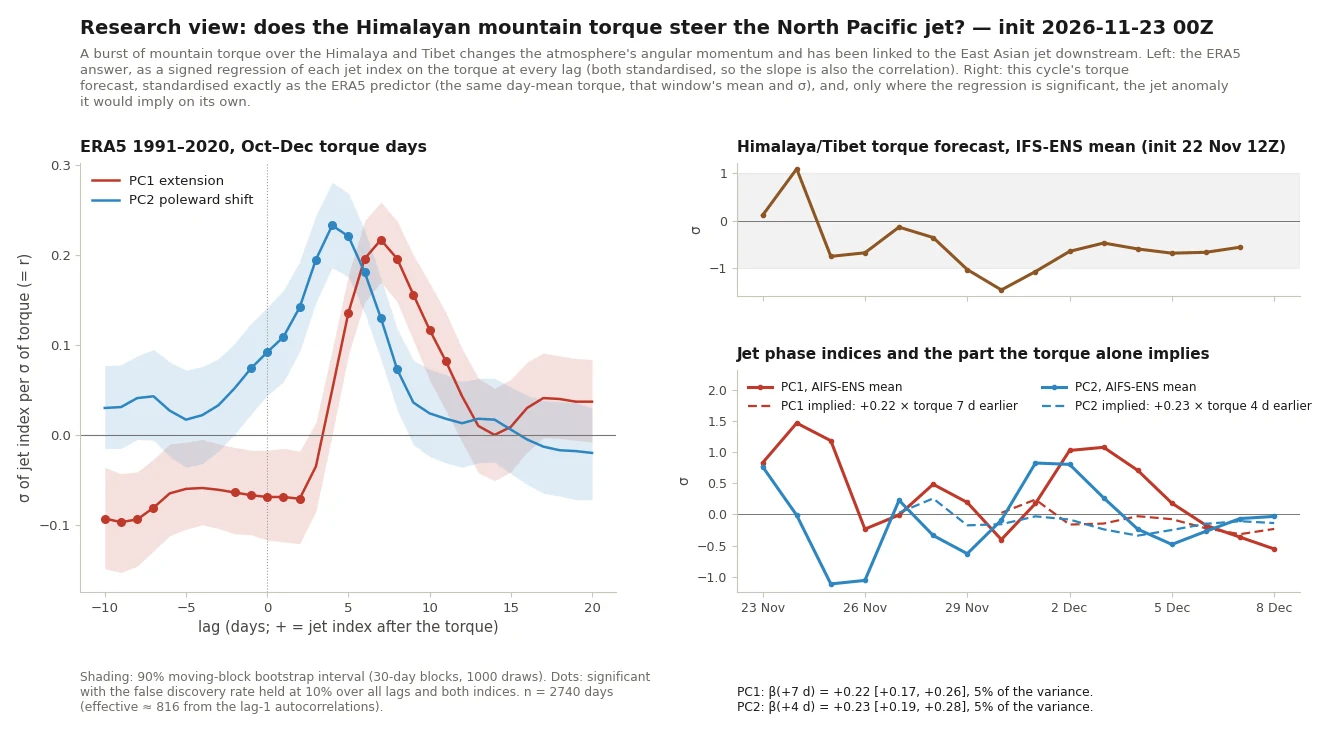 Research view: does the Himalayan mountain torque steer the North Pacific jet? — init 2026-11-23 00Z
A burst of mountain torque over the Himalaya and Tibet changes the atmosphere's angular momentum and has been linked to the East Asian jet downstream. Left: the ERA5
answer, as a signed regression of each jet index on the torque at every lag (both standardised, so the slope is also the correlation). Right: this cycle's torque
forecast, standardised exactly as the ERA5 predictor (the same day-mean torque, that window's mean and σ), and, only where the regression is significant, the jet anomaly
it would imply on its own.
ERA5 1991–2020, Oct–Dec torque days
PC1 extension
PC2 poleward shift
0.3
0.2
0.1
0.0
−0.1
σ of jet index per σ of torque (= r)
−10
−5
0
5
10
15
20
lag (days; + = jet index after the torque)
Shading: 90% moving-block bootstrap interval (30-day blocks, 1000 draws). Dots: significant
with the false discovery rate held at 10% over all lags and both indices. n = 2740 days
(effective ≈ 816 from the lag-1 autocorrelations).
Himalaya/Tibet torque forecast, IFS-ENS mean (init 22 Nov 12Z)
1
0
−1
σ
Jet phase indices and the part the torque alone implies
PC1, AIFS-ENS mean
PC1 implied: +0.22 × torque 7 d earlier
PC2, AIFS-ENS mean
PC2 implied: +0.23 × torque 4 d earlier
2.0
1.5
1.0
0.5
0.0
−0.5
−1.0
σ
23 Nov
26 Nov
29 Nov
2 Dec
5 Dec
8 Dec
PC1: β(+7 d) = +0.22 [+0.17, +0.26], 5% of the variance.
PC2: β(+4 d) = +0.23 [+0.19, +0.28], 5% of the variance.